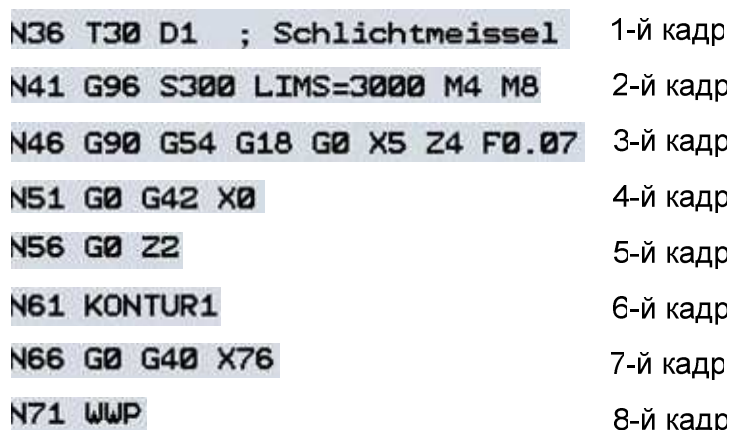 N36 T30 D1 ; Schlichtmeissel 1-й кадр
N41 G96 S300 LIMS=3000 M4 M8 2-й кадр
N46 G90 G54 G18 G0 X5 Z4 F0.07 3-й кадр
N51 G0 G42 X0 4-й кадр
N56 G0 Z2 5-й кадр
N61 KONTUR1 6-й кадр
N66 G0 G40 X76 7-й кадр
N71 WWP 8-й кадр